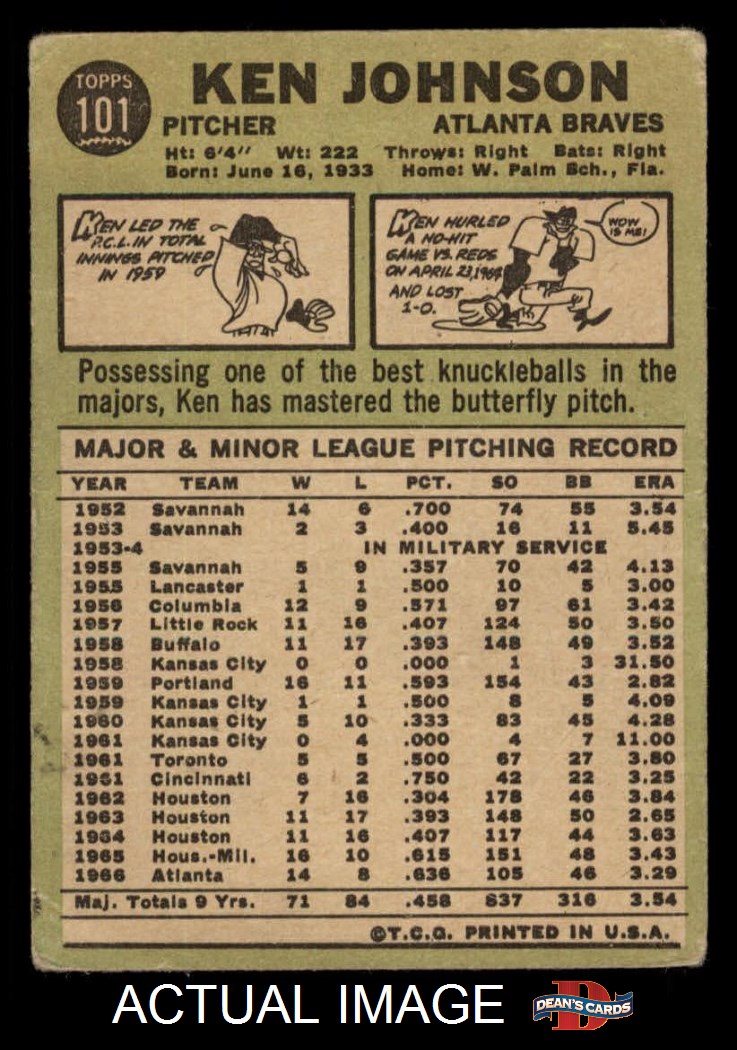 TOPPS
101
KEN JOHNSON
PITCHER ATLANTA BRAVES
Ht: 6'4" Wt: 222 Throws: Right Bats: Right
Born: June 16, 1933 Home: W. Palm Bch., Fla.
KEN LED THE
P.C.L. IN TOTAL
INNINGS PITCHED
IN 1959
KEN HURLED
A NO-HIT
GAME VS. REDS
ON APRIL 23, 1964
AND LOST
1-0.
WOW
IS ME!
Possessing one of the best knuckleballs in the
majors, Ken has mastered the butterfly pitch.
MAJOR & MINOR LEAGUE PITCHING RECORD
YEAR TEAM W L PCT. SO BB ERA
1952 Savannah 14 6 .700 74 55 3.54
1953 Savannah 2 3 .400 16 11 5.45
1953-4 IN MILITARY SERVICE
1955 Savannah 5 9 .357 70 42 4.13
1955 Lancaster 1 1 .500 10 5 3.00
1956 Columbia 12 9 .571 97 61 3.42
1957 Little Rock 11 16 .407 124 50 3.50
1958 Buffalo 11 17 .393 148 49 3.52
1958 Kansas City 0 0 .000 1 3 31.50
1959 Portland 16 11 .593 154 43 2.82
1959 Kansas City 1 1 .500 8 5 4.09
1960 Kansas City 5 10 .333 83 45 4.28
1961 Kansas City 0 4 .000 4 7 11.00
1961 Toronto 5 5 .500 67 27 3.80
1961 Cincinnati 6 2 .750 42 22 3.25
1962 Houston 7 16 .304 178 46 3.84
1963 Houston 11 17 .393 148 50 2.65
1964 Houston 11 16 .407 117 44 3.63
1965 Hous.-Mil. 16 10 .615 151 48 3.43
1966 Atlanta 14 8 .636 105 46 3.29
Maj. Totals 9 Yrs. 71 84 .458 837 316 3.54
©T.C.G. PRINTED IN U.S.A.
ACTUAL IMAGE
DEAN'S CARDS